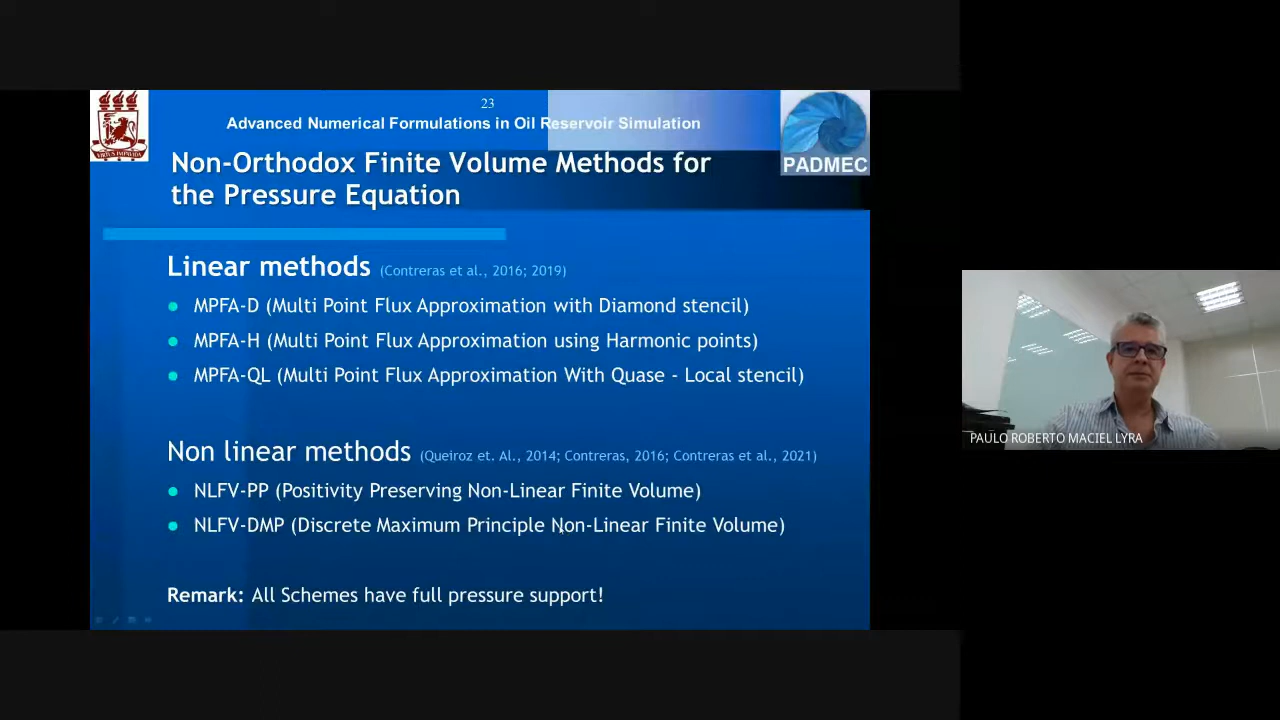 23
Advanced Numerical Formulations in Oil Reservoir Simulation
PADMEC
Non-Orthodox Finite Volume Methods for
the Pressure Equation
Linear methods (Contreras et al., 2016; 2019)
MPFA-D (Multi Point Flux Approximation with Diamond stencil)
MPFA-H (Multi Point Flux Approximation using Harmonic points)
MPFA-QL (Multi Point Flux Approximation With Quase - Local stencil)
Non linear methods (Queiroz et. Al., 2014; Contreras, 2016; Contreras et al., 2021)
NLFV-PP (Positivity Preserving Non-Linear Finite Volume)
NLFV-DMP (Discrete Maximum Principle Non-Linear Finite Volume)
Remark: All Schemes have full pressure support!
PAULO ROBERTO MACIEL LYRA